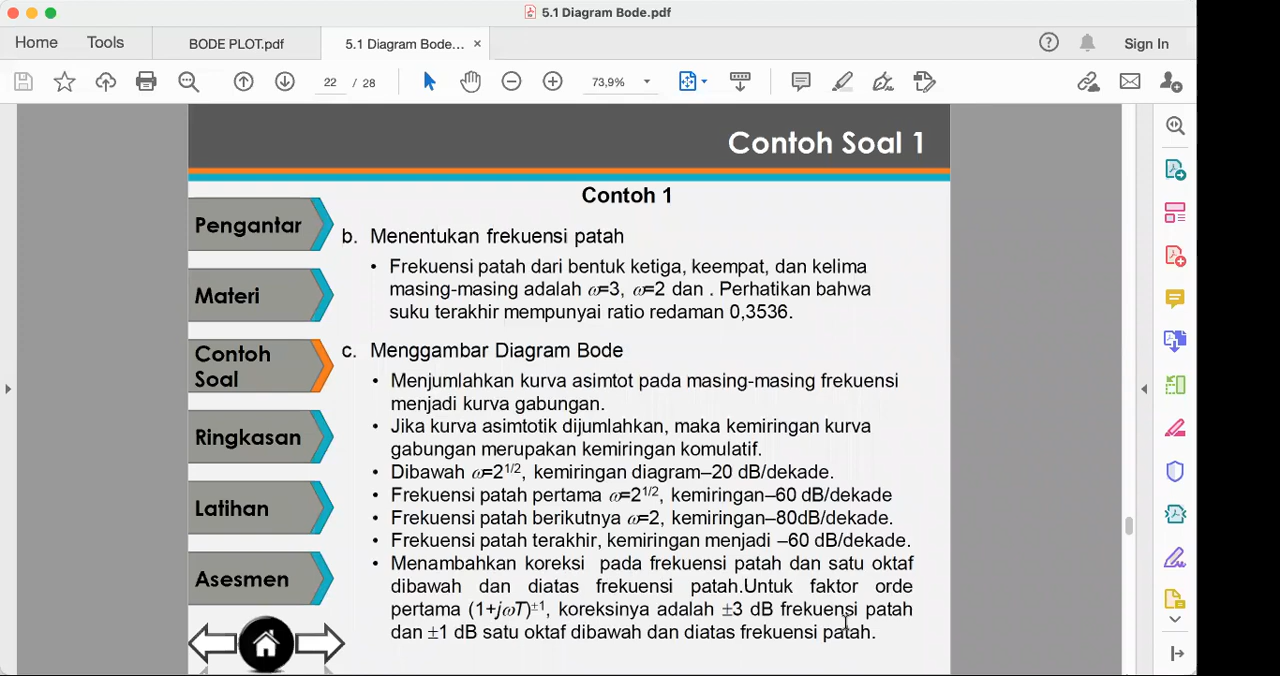 5.1 Diagram Bode.pdf
Home Tools BODE PLOT.pdf 5.1 Diagram Bode... × Sign In
22 / 28 73,9%
Contoh Soal 1
Contoh 1
Pengantar
Materi
Contoh
Soal
Ringkasan
Latihan
Asesmen
b. Menentukan frekuensi patah
• Frekuensi patah dari bentuk ketiga, keempat, dan kelima
masing-masing adalah ω=3, ω=2 dan . Perhatikan bahwa
suku terakhir mempunyai ratio redaman 0,3536.
c. Menggambar Diagram Bode
• Menjumlahkan kurva asimtot pada masing-masing frekuensi
menjadi kurva gabungan.
• Jika kurva asimtotik dijumlahkan, maka kemiringan kurva
gabungan merupakan kemiringan komulatif.
• Dibawah ω=2^1/2, kemiringan diagram–20 dB/dekade.
• Frekuensi patah pertama ω=2^1/2, kemiringan–60 dB/dekade
• Frekuensi patah berikutnya ω=2, kemiringan–80dB/dekade.
• Frekuensi patah terakhir, kemiringan menjadi –60 dB/dekade.
• Menambahkan koreksi pada frekuensi patah dan satu oktaf
dibawah dan diatas frekuensi patah.Untuk faktor orde
pertama (1+jωT)^±1, koreksinya adalah ±3 dB frekuensi patah
dan ±1 dB satu oktaf dibawah dan diatas frekuensi patah.